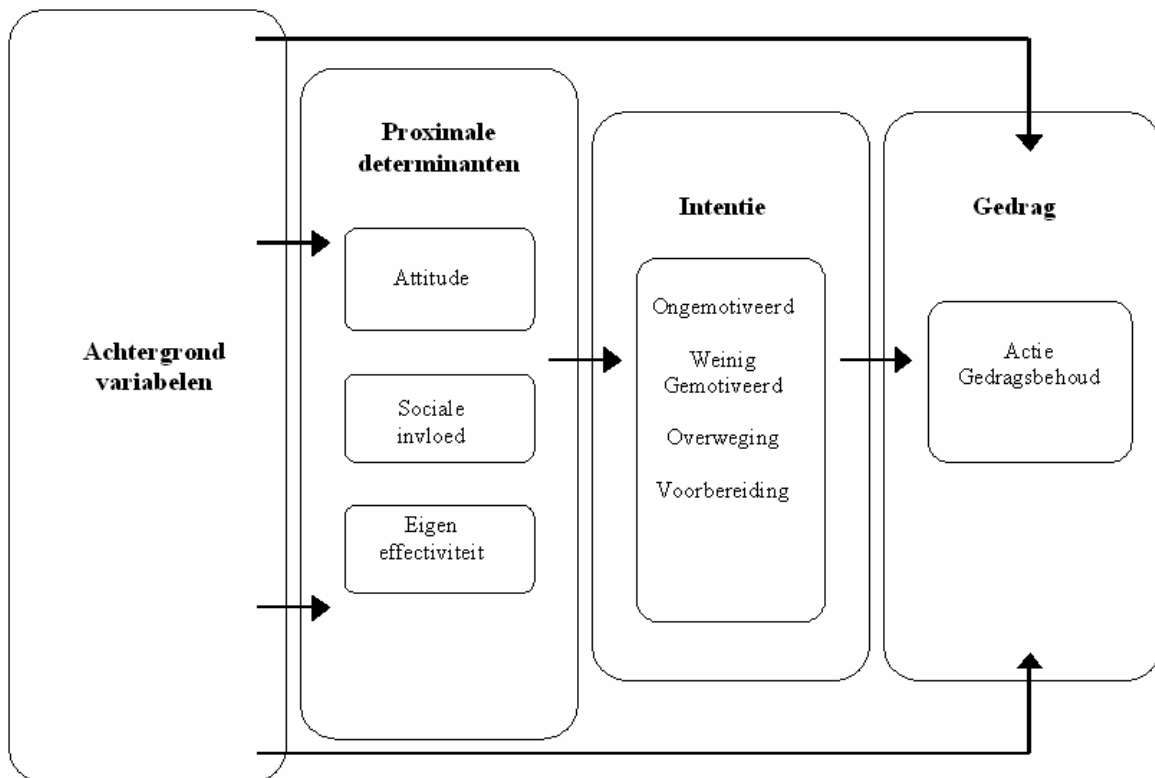 Achtergrond
variabelen
Proximale
determinanten
Attitude
Sociale
invloed
Eigen
effectiviteit
Intentie
Ongemotiveerd
Weinig
Gemotiveerd
Overweging
Voorbereiding
Gedrag
Actie
Gedragsbehoud